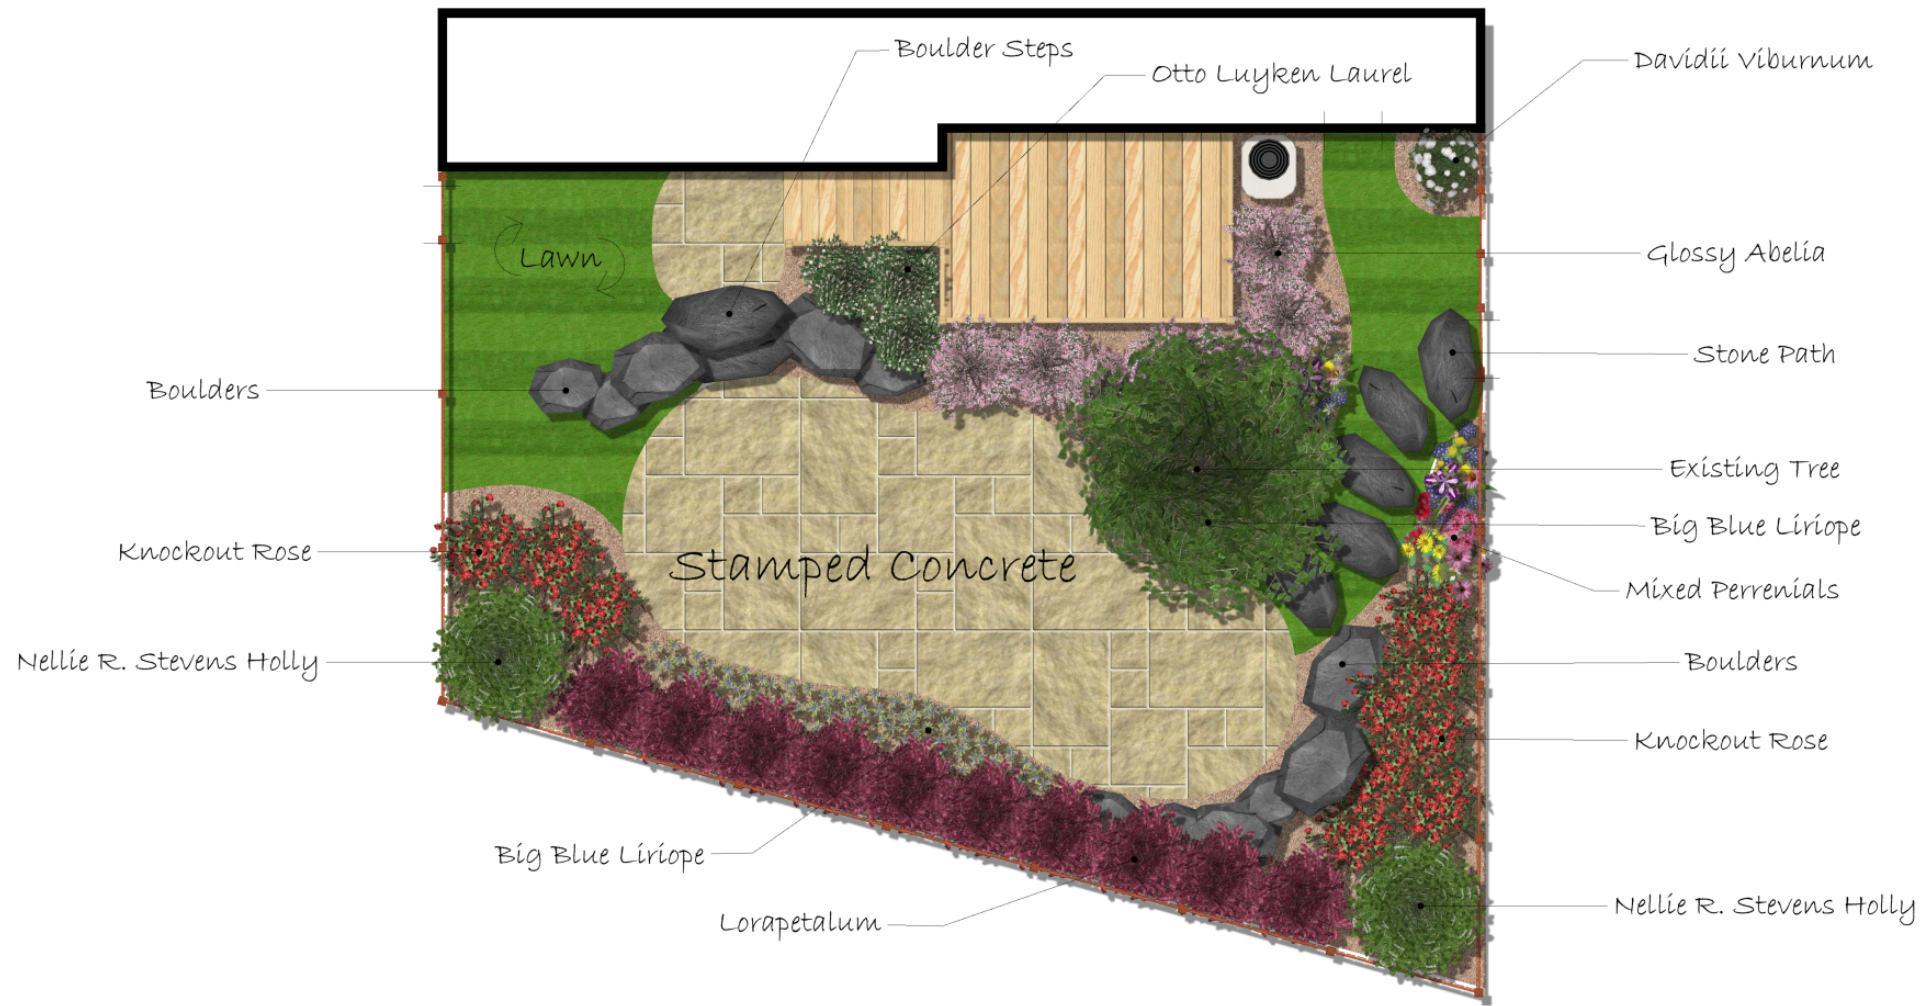 Boulder Steps
Otto Luyken Laurel
Davidii Viburnum
Lawn
Glossy Abelia
Stone Path
Boulders
Existing Tree
Big Blue Liriope
Knockout Rose
Stamped Concrete
Mixed Perrenials
Nellie R. Stevens Holly
Boulders
Knockout Rose
Big Blue Liriope
Lorapetalum
Nellie R. Stevens Holly